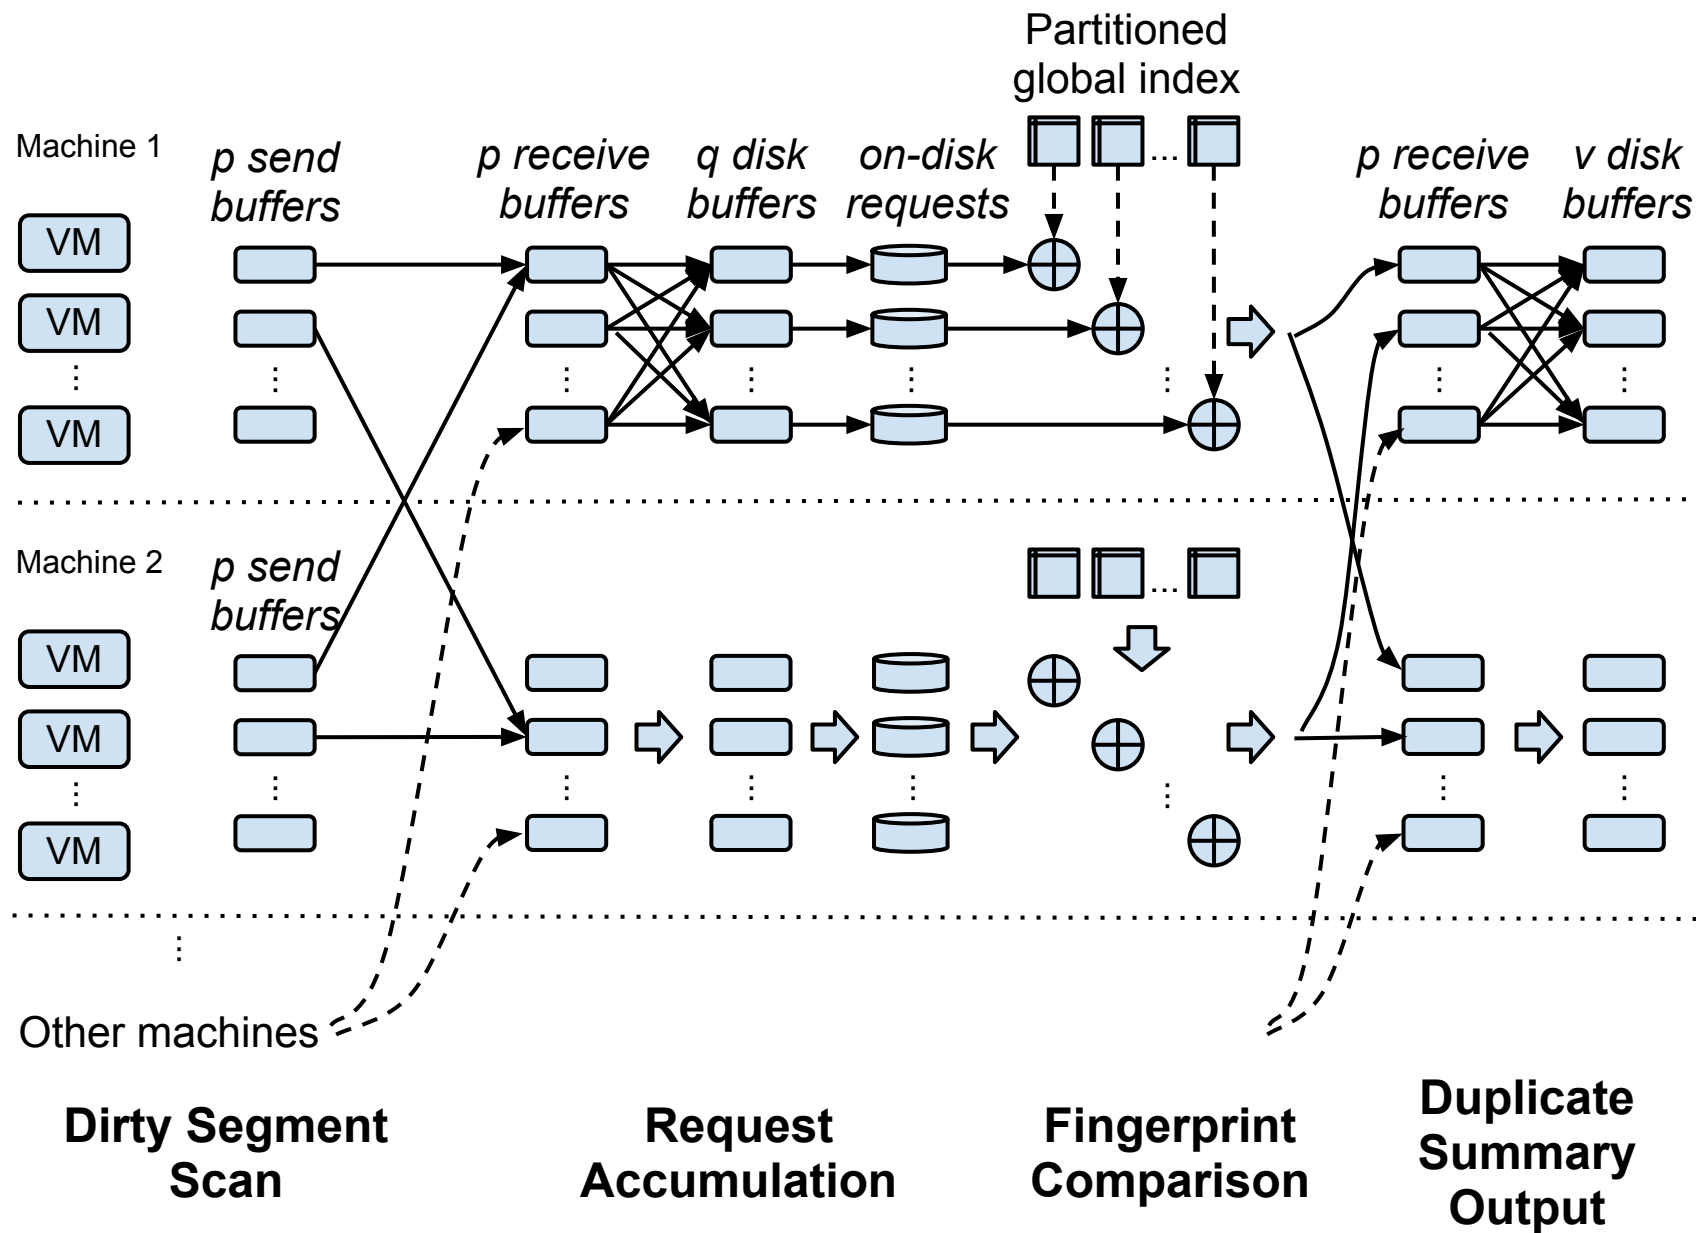 Partitioned
global index
Machine 1
p send
buffers
p receive
buffers
q disk
buffers
on-disk
requests
...
p receive
buffers
v disk
buffers
VM
VM
...
VM
Machine 2
p send
buffers
...
VM
VM
...
VM
...
Other machines
Dirty Segment
Scan
Request
Accumulation
Fingerprint
Comparison
Duplicate
Summary
Output